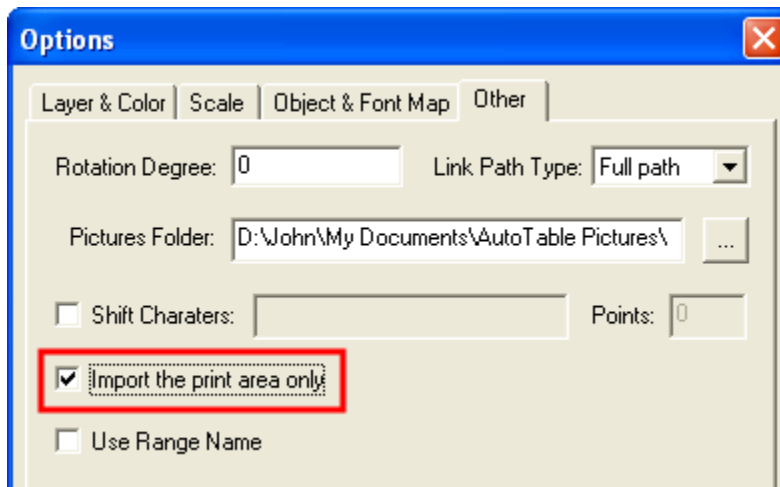 Options
Layer & Color Scale Object & Font Map Other
Rotation Degree: 0 Link Path Type: Full path
Pictures Folder: D:\John\My Documents\AutoTable Pictures\ ...
Shift Charaters: Points: 0
Import the print area only
Use Range Name